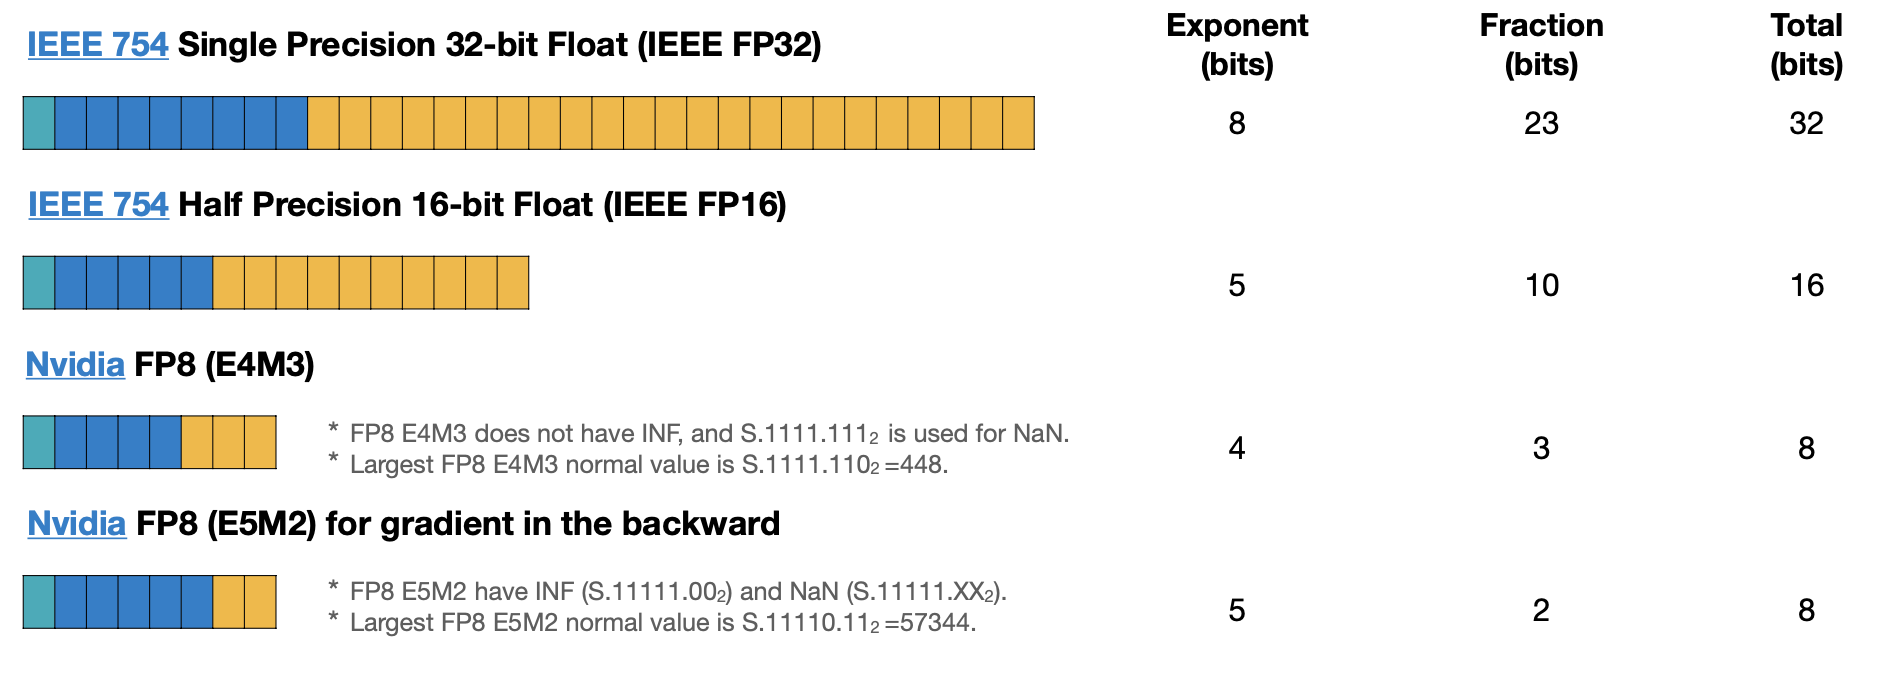 Exponent (bits) Fraction (bits) Total (bits)
IEEE 754 Single Precision 32-bit Float (IEEE FP32)
8 23 32
IEEE 754 Half Precision 16-bit Float (IEEE FP16)
5 10 16
Nvidia FP8 (E4M3)
* FP8 E4M3 does not have INF, and S.1111.111₂ is used for NaN.
* Largest FP8 E4M3 normal value is S.1111.110₂ =448.
4 3 8
Nvidia FP8 (E5M2) for gradient in the backward
* FP8 E5M2 have INF (S.11111.00₂) and NaN (S.11111.XX₂).
* Largest FP8 E5M2 normal value is S.11110.11₂ =57344.
5 2 8